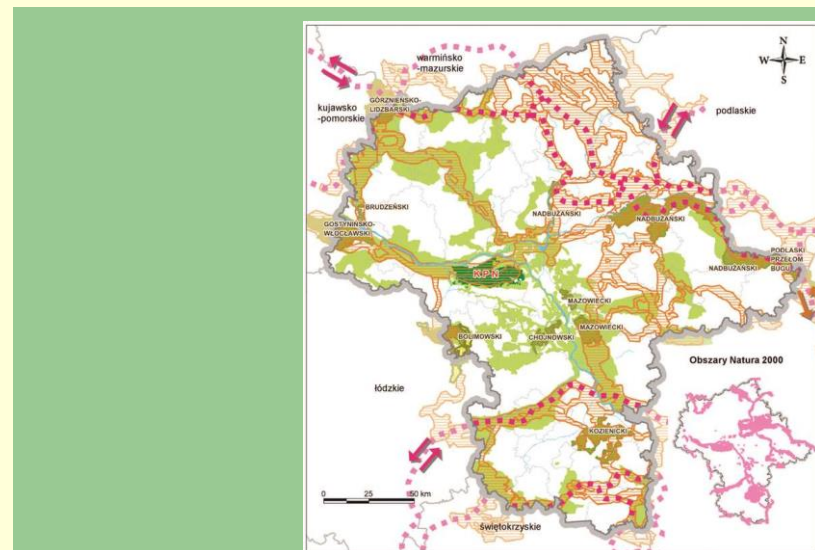 N
W E
S
warmińsko
-mazurskie
kujawsko
-pomorskie
GÓRZNIEŃSKO-
LIDZBARSKI
podlaskie
BRUDZEŃSKI
GOSTYNIŃSKO-
WŁOCŁAWSKI
NADBUŻAŃSKI
NADBUŻAŃSKI
NADBUŻAŃSKI
PODLASKI
PRZEŁOM
BUGU
KPN
MAZOWIECKI
MAZOWIECKI
BOLIMOWSKI
CHOJNOWSKI
Obszary Natura 2000
łódzkie
KOZIENICKI
0 25 50 km
świętokrzyskie